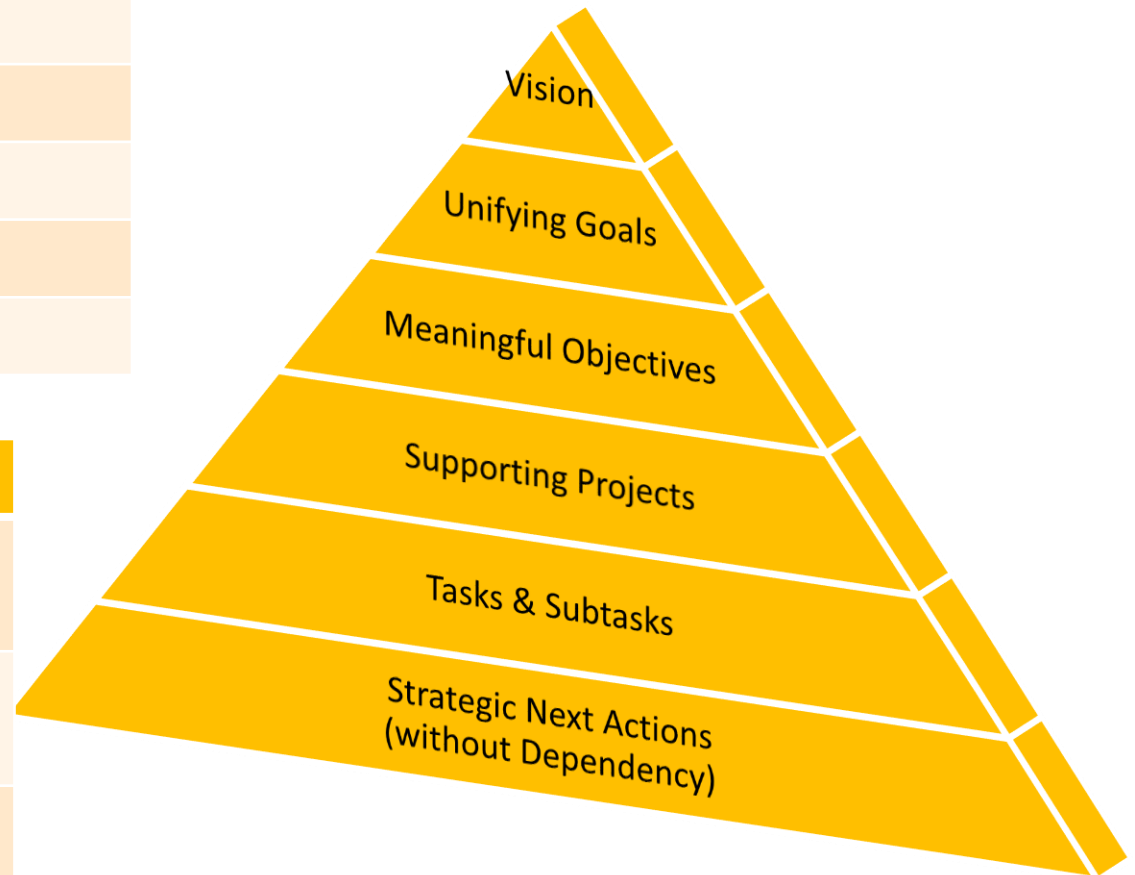 Vision
Unifying Goals
Meaningful Objectives
Supporting Projects
Tasks & Subtasks
Strategic Next Actions
(without Dependency)